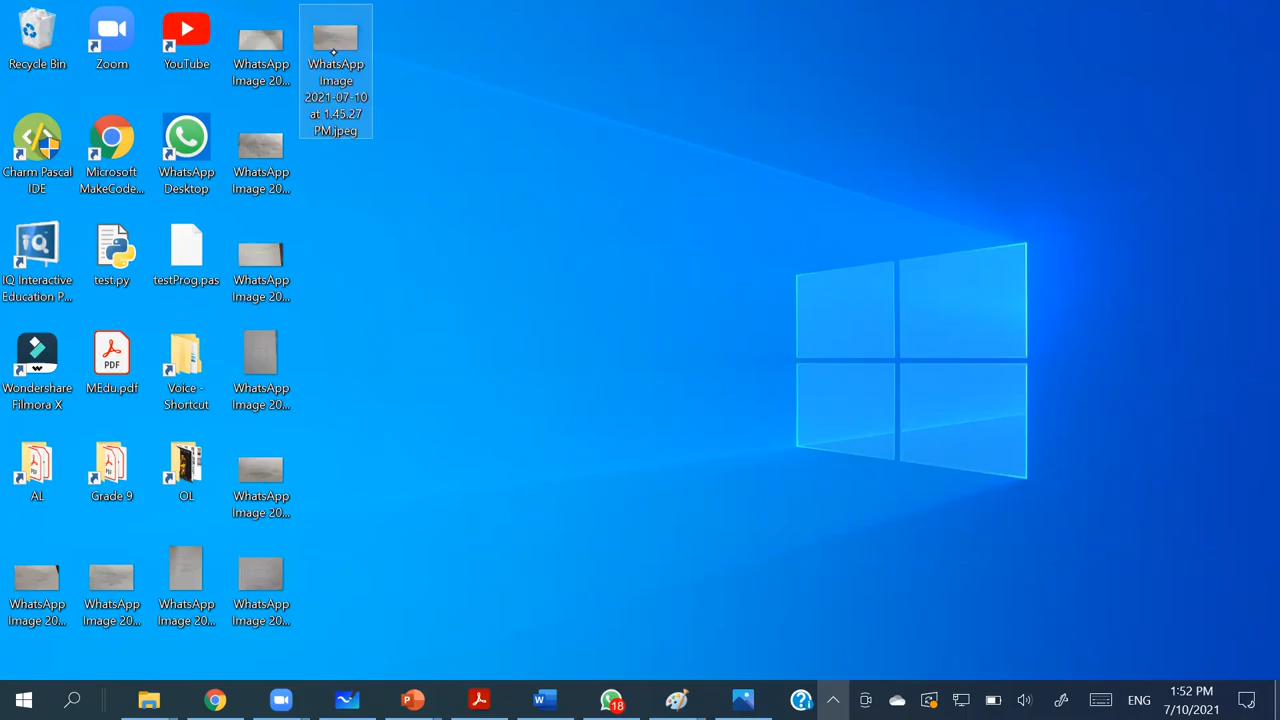 Recycle Bin
Zoom
YouTube
WhatsApp
Image 20...
WhatsApp
Image
2021-07-10
at 1.45.27
PM.jpeg
Charm Pascal
IDE
Microsoft
MakeCode...
WhatsApp
Desktop
WhatsApp
Image 20...
IQ Interactive
Education P...
test.py
testProg.pas
WhatsApp
Image 20...
Wondershare
Filmora X
PDF
MEdu.pdf
Voice -
Shortcut
WhatsApp
Image 20...
AL
Grade 9
OL
WhatsApp
Image 20...
WhatsApp
Image 20...
WhatsApp
Image 20...
WhatsApp
Image 20...
WhatsApp
Image 20...
18
ENG
1:52 PM
7/10/2021